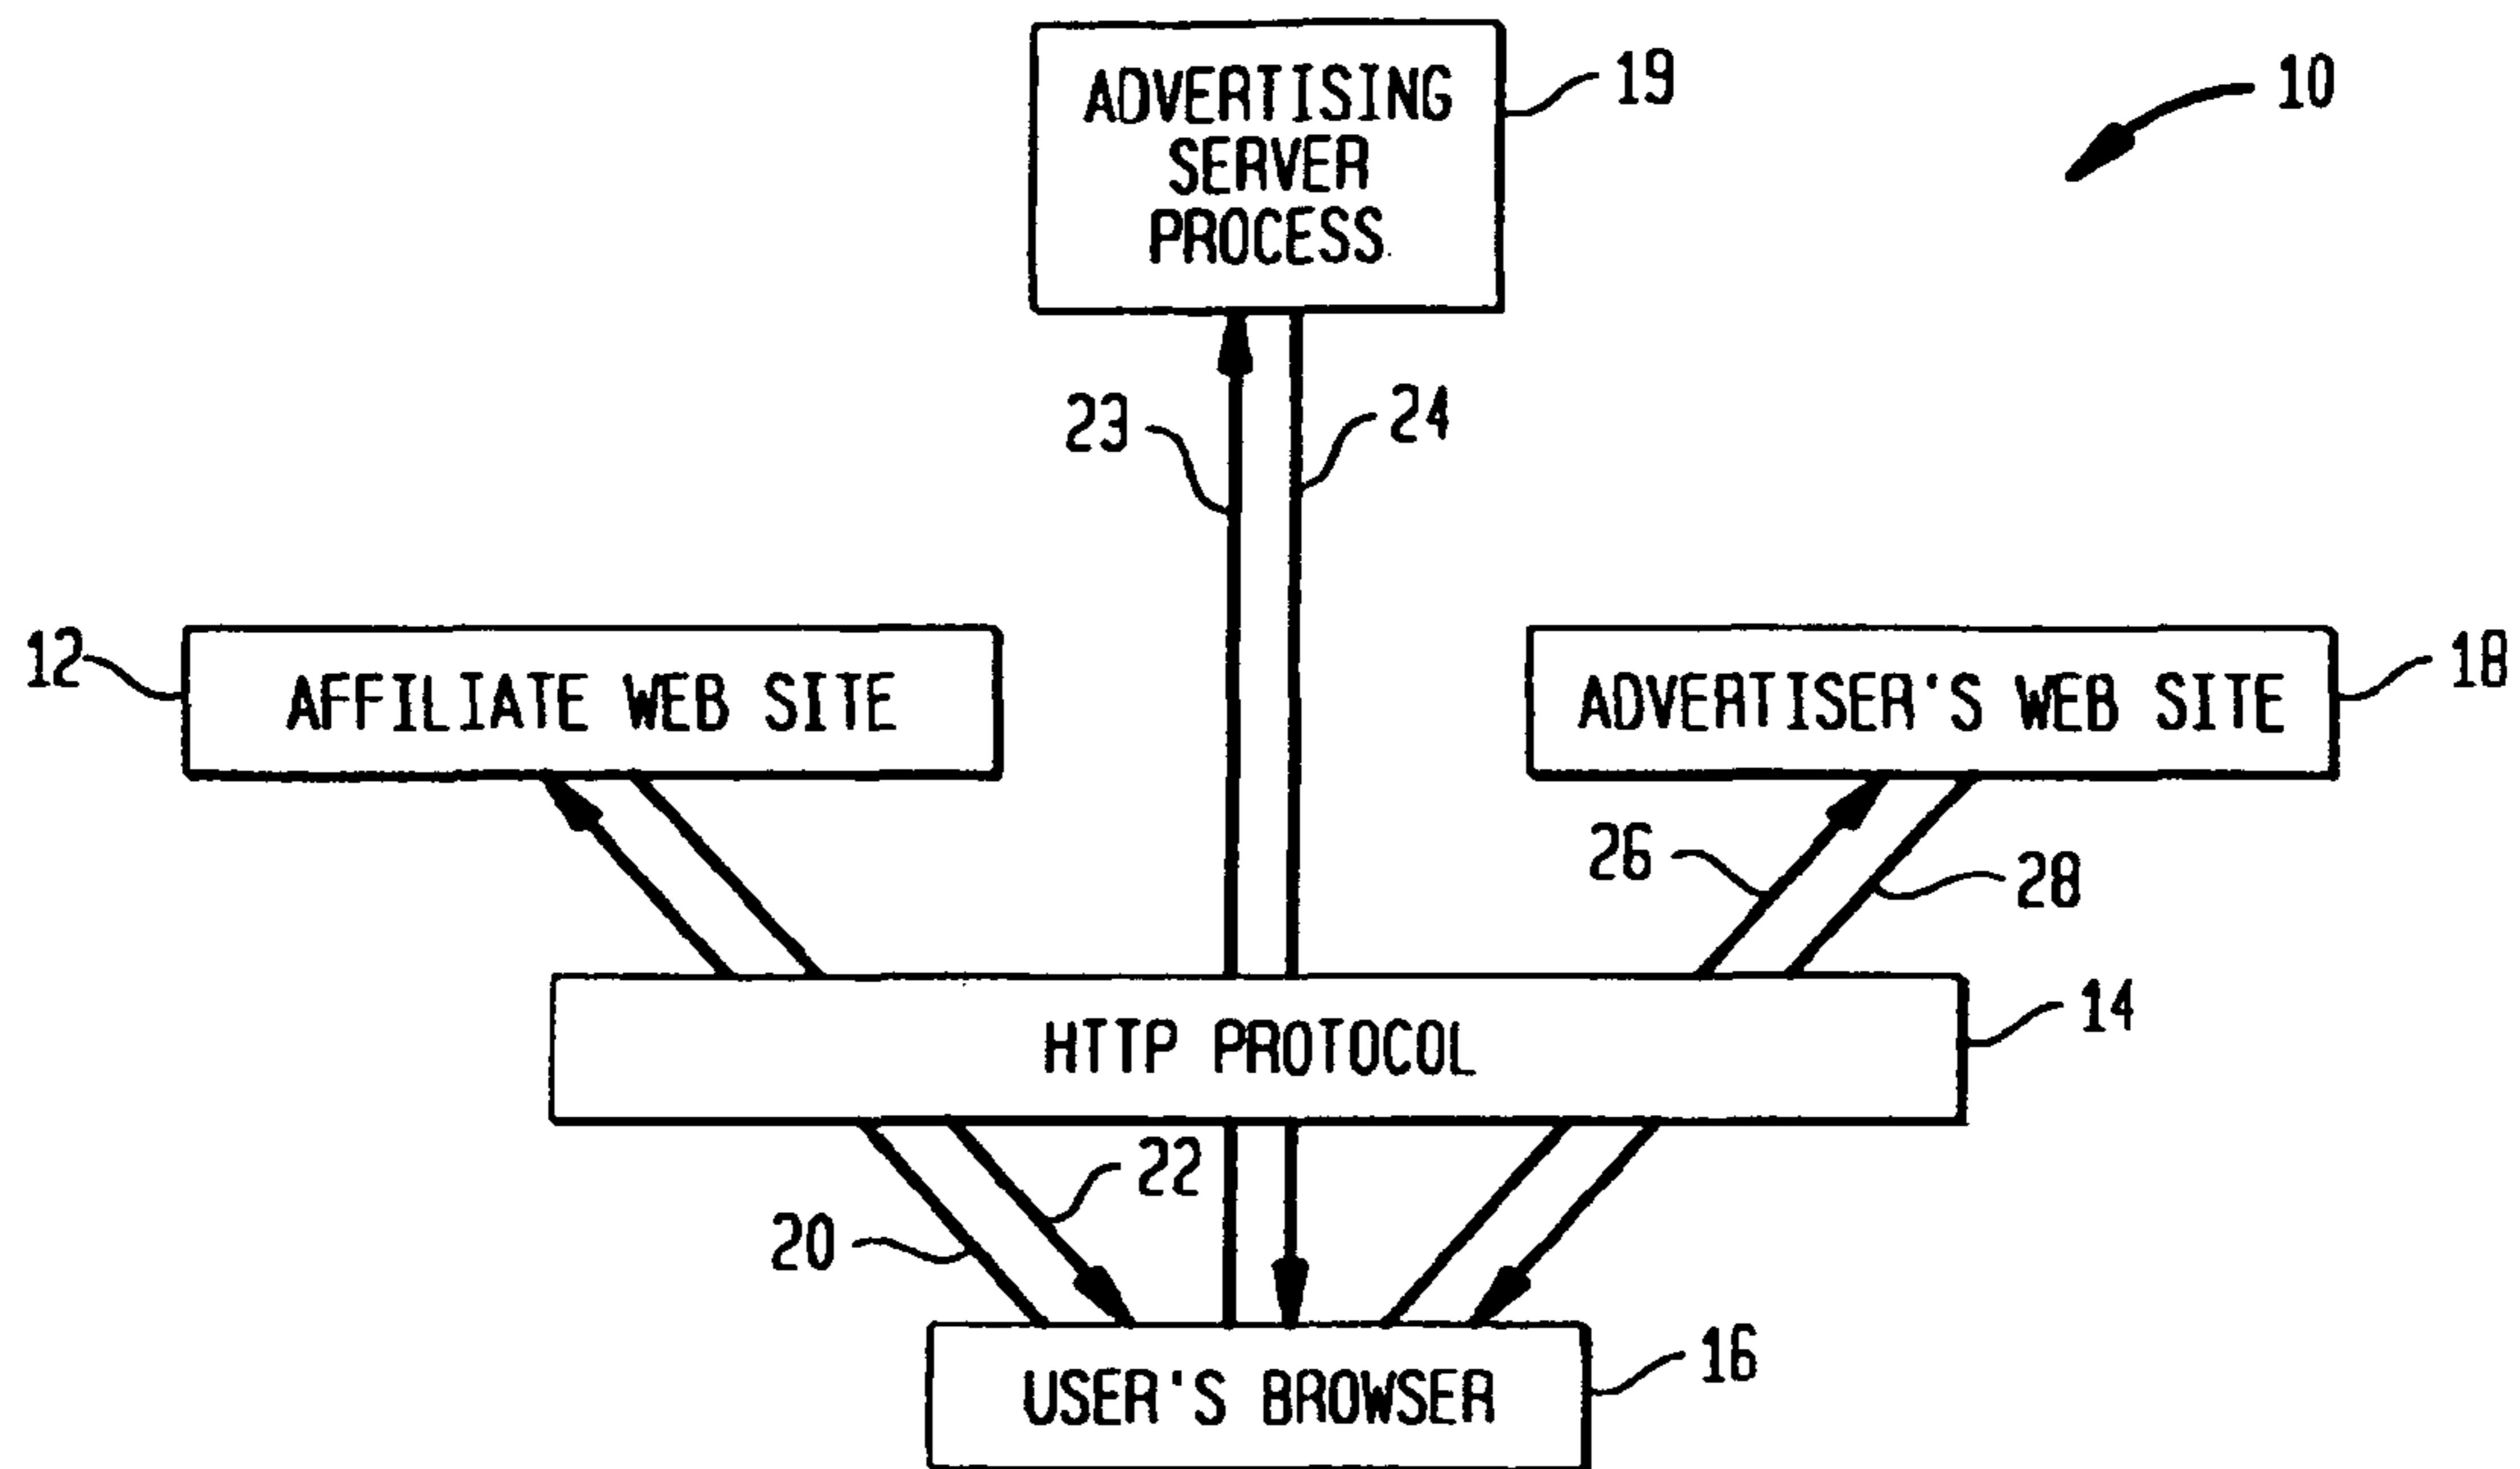 ADVERTISING
SERVER
PROCESS
19
10
23
24
12
AFFILIATE WEB SITE
ADVERTISER'S WEB SITE
18
26
28
HTTP PROTOCOL
14
22
20
USER'S BROWSER
16